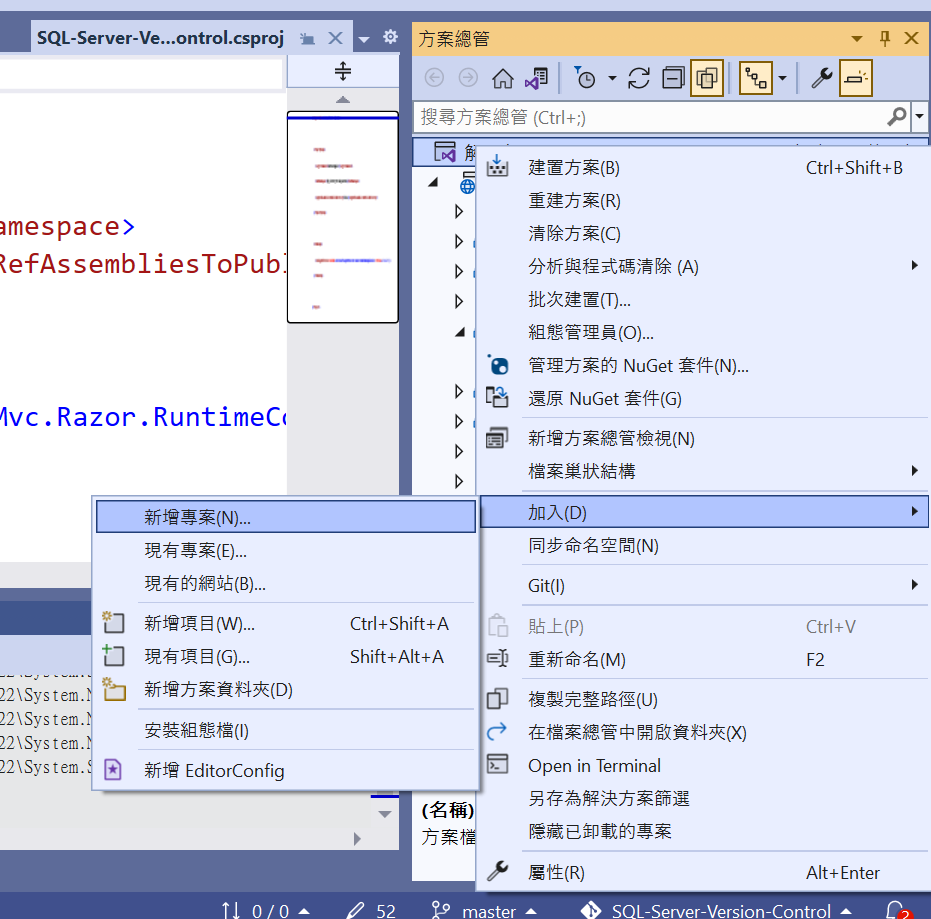 SQL-Server-Ve...ontrol.csproj
方案總管
搜尋方案總管 (Ctrl+;)
amespace>
RefAssembliesToPubl
Mvc.Razor.RuntimeCo
建置方案(B) Ctrl+Shift+B
重建方案(R)
清除方案(C)
分析與程式碼清除 (A)
批次建置(T)...
組態管理員(O)...
管理方案的 NuGet 套件(N)...
還原 NuGet 套件(G)
新增方案總管檢視(N)
檔案巢狀結構
加入(D)
同步命名空間(N)
Git(I)
貼上(P) Ctrl+V
重新命名(M) F2
複製完整路徑(U)
在檔案總管中開啟資料夾(X)
Open in Terminal
另存為解決方案篩選
隱藏已卸載的專案
屬性(R) Alt+Enter
新增專案(N)...
現有專案(E)...
現有的網站(B)...
新增項目(W)... Ctrl+Shift+A
現有項目(G)... Shift+Alt+A
新增方案資料夾(D)
安裝組態檔(I)
新增 EditorConfig
22\System.N
22\System.N
22\System.N
22\System.S
(名稱)
方案檔
0 / 0 52 master SQL-Server-Version-Control 2